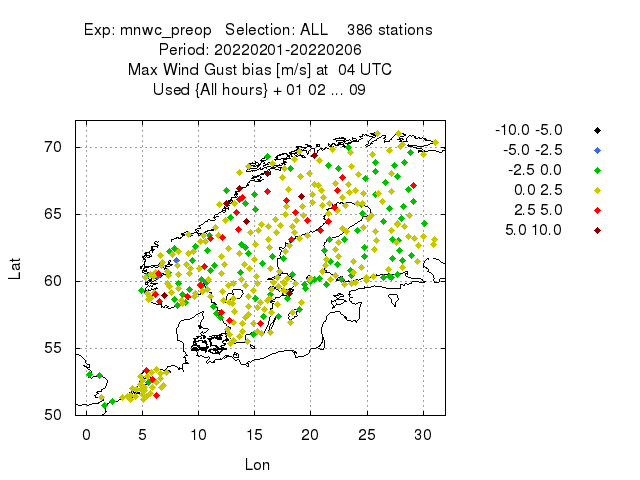 Exp: mnwc_preop   Selection: ALL    386 stations
Period: 20220201-20220206
Max Wind Gust bias [m/s] at  04 UTC
Used {All hours} + 01 02 ... 09
-10.0 -5.0
-5.0 -2.5
-2.5 0.0
0.0 2.5
2.5 5.0
5.0 10.0
70
65
60
55
50
Lat
0 5 10 15 20 25 30
Lon